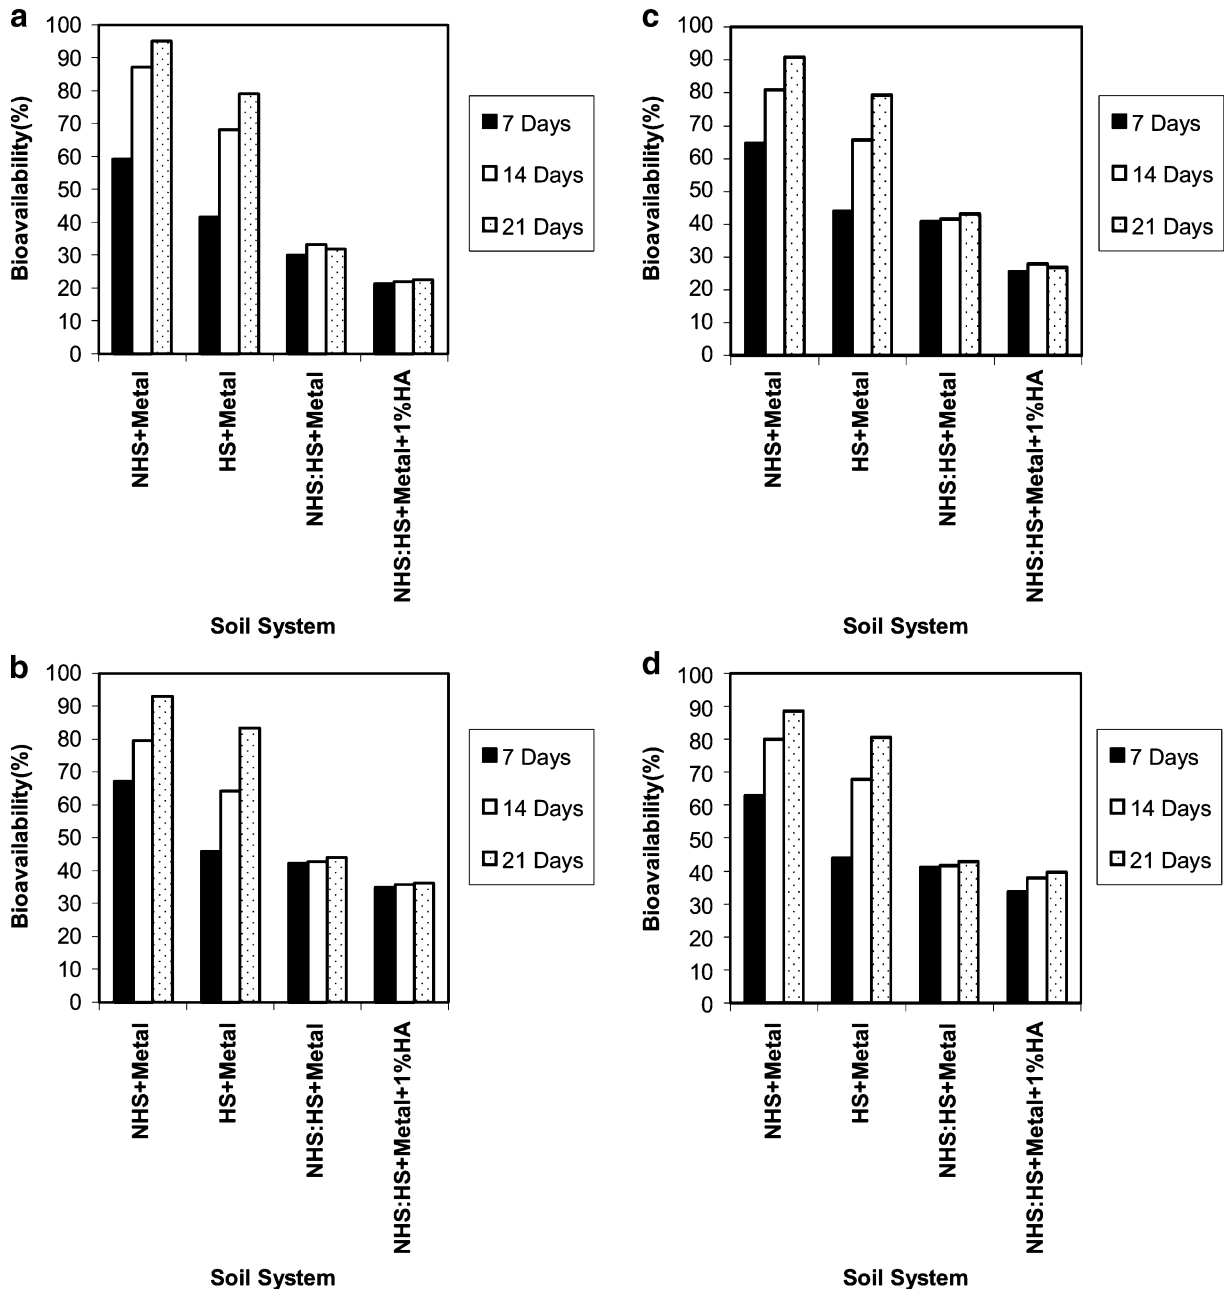 a
100
90
80
70
60
50
40
30
20
10
0
Bioavailability(%)
NHS+Metal
HS+Metal
NHS:HS+Metal
NHS:HS+Metal+1%HA
Soil System
7 Days
14 Days
21 Days
c
100
90
80
70
60
50
40
30
20
10
0
Bioavailability(%)
NHS+Metal
HS+Metal
NHS:HS+Metal
NHS:HS+Metal+1%HA
Soil System
7 Days
14 Days
21 Days
b
100
90
80
70
60
50
40
30
20
10
0
Bioavailability(%)
NHS+Metal
HS+Metal
NHS:HS+Metal
NHS:HS+Metal+1%HA
Soil System
7 Days
14 Days
21 Days
d
100
90
80
70
60
50
40
30
20
10
0
Bioavailability(%)
NHS+Metal
HS+Metal
NHS:HS+Metal
NHS:HS+Metal+1%HA
Soil System
7 Days
14 Days
21 Days